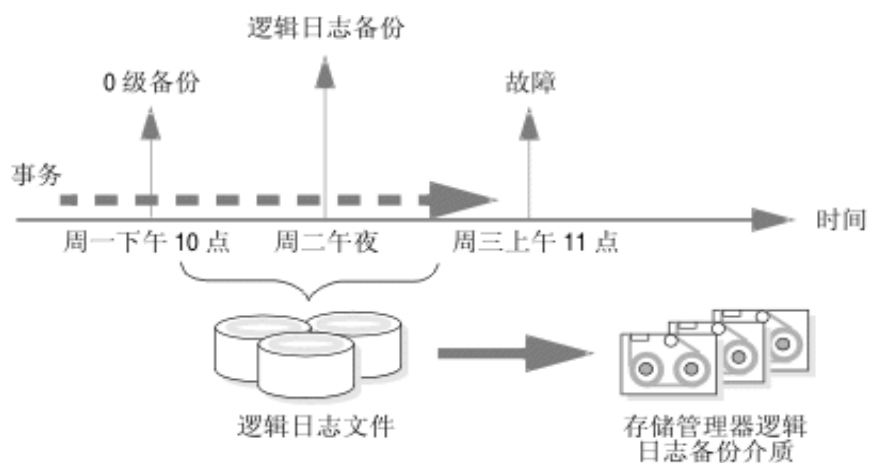 逻辑日志备份
0 级备份
故障
事务
时间
周一下午 10 点
周二午夜
周三上午 11 点
逻辑日志文件
存储管理器逻辑
日志备份介质